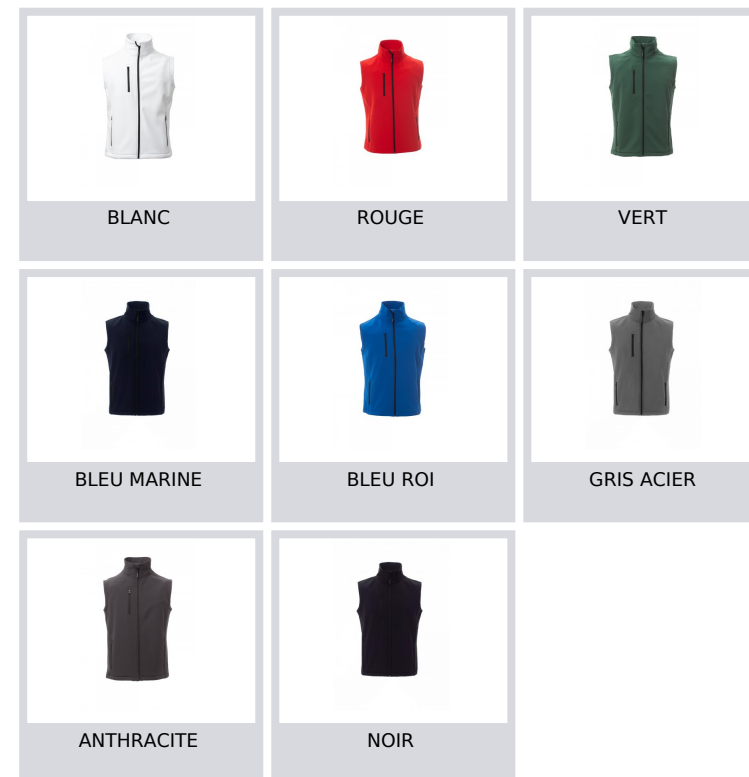 BLANC
ROUGE
VERT
BLEU MARINE
BLEU ROI
GRIS ACIER
ANTHRACITE
NOIR